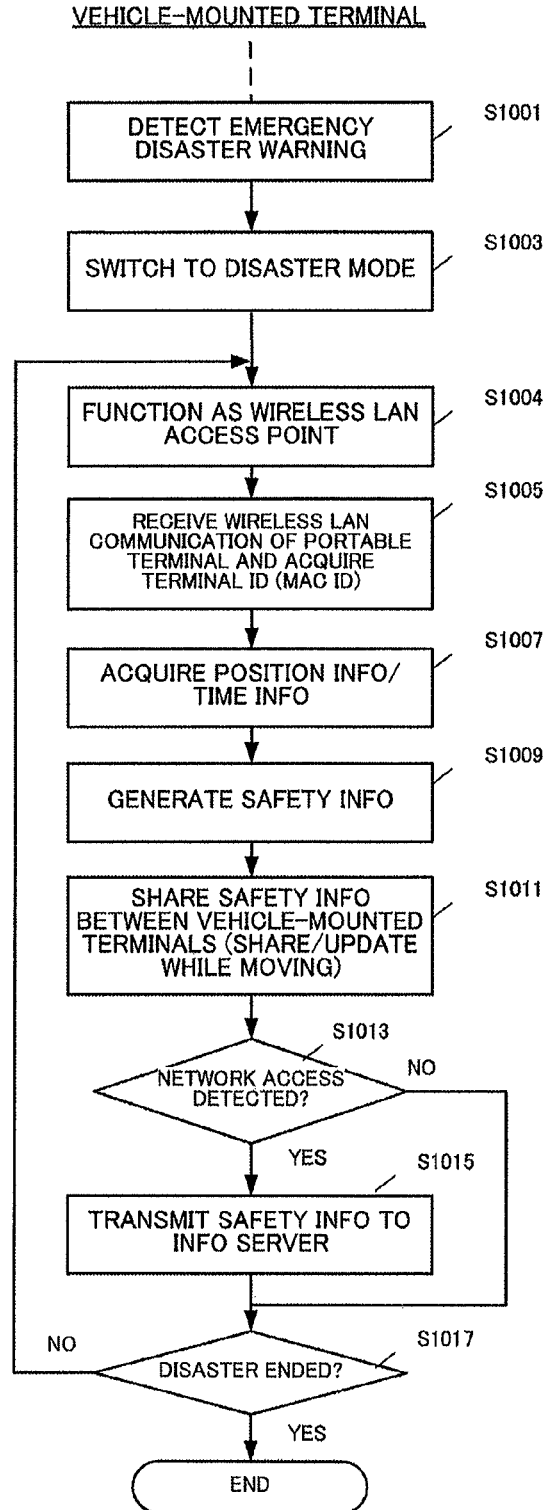 VEHICLE-MOUNTED TERMINAL
S1001
DETECT EMERGENCY
DISASTER WARNING
S1003
SWITCH TO DISASTER MODE
S1004
FUNCTION AS WIRELESS LAN
ACCESS POINT
S1005
RECEIVE WIRELESS LAN
COMMUNICATION OF PORTABLE
TERMINAL AND ACQUIRE
TERMINAL ID (MAC ID)
S1007
ACQUIRE POSITION INFO/
TIME INFO
S1009
GENERATE SAFETY INFO
S1011
SHARE SAFETY INFO
BETWEEN VEHICLE-MOUNTED
TERMINALS (SHARE/UPDATE
WHILE MOVING)
S1013
NETWORK ACCESS
DETECTED?
NO
YES
S1015
TRANSMIT SAFETY INFO TO
INFO SERVER
NO
S1017
DISASTER ENDED?
YES
END